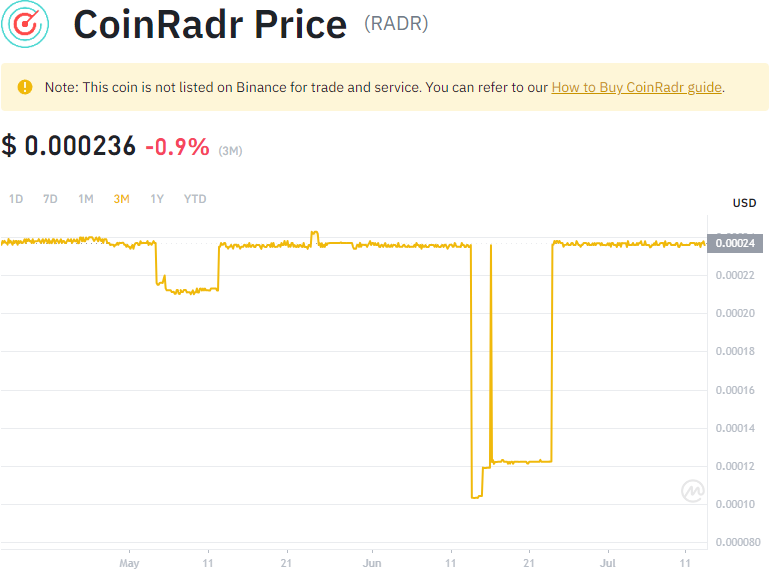 CoinRadr Price (RADR)
Note: This coin is not listed on Binance for trade and service. You can refer to our How to Buy CoinRadr guide.
$ 0.000236 -0.9% (3M)
1D 7D 1M 3M 1Y YTD
USD
0.00024
0.00022
0.00020
0.00018
0.00016
0.00014
0.00012
0.00010
0.000080
May 11 21 Jun 11 21 Jul 11